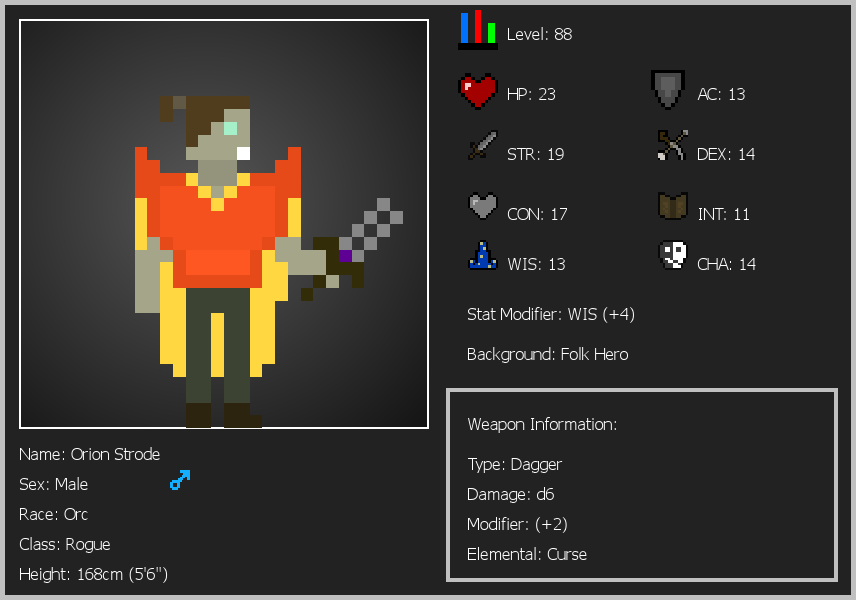 Level: 88
HP: 23
AC: 13
STR: 19
DEX: 14
CON: 17
INT: 11
WIS: 13
CHA: 14
Stat Modifier: WIS (+4)
Background: Folk Hero
Weapon Information:
Type: Dagger
Damage: d6
Modifier: (+2)
Elemental: Curse
Name: Orion Strode
Sex: Male
Race: Orc
Class: Rogue
Height: 168cm (5'6")